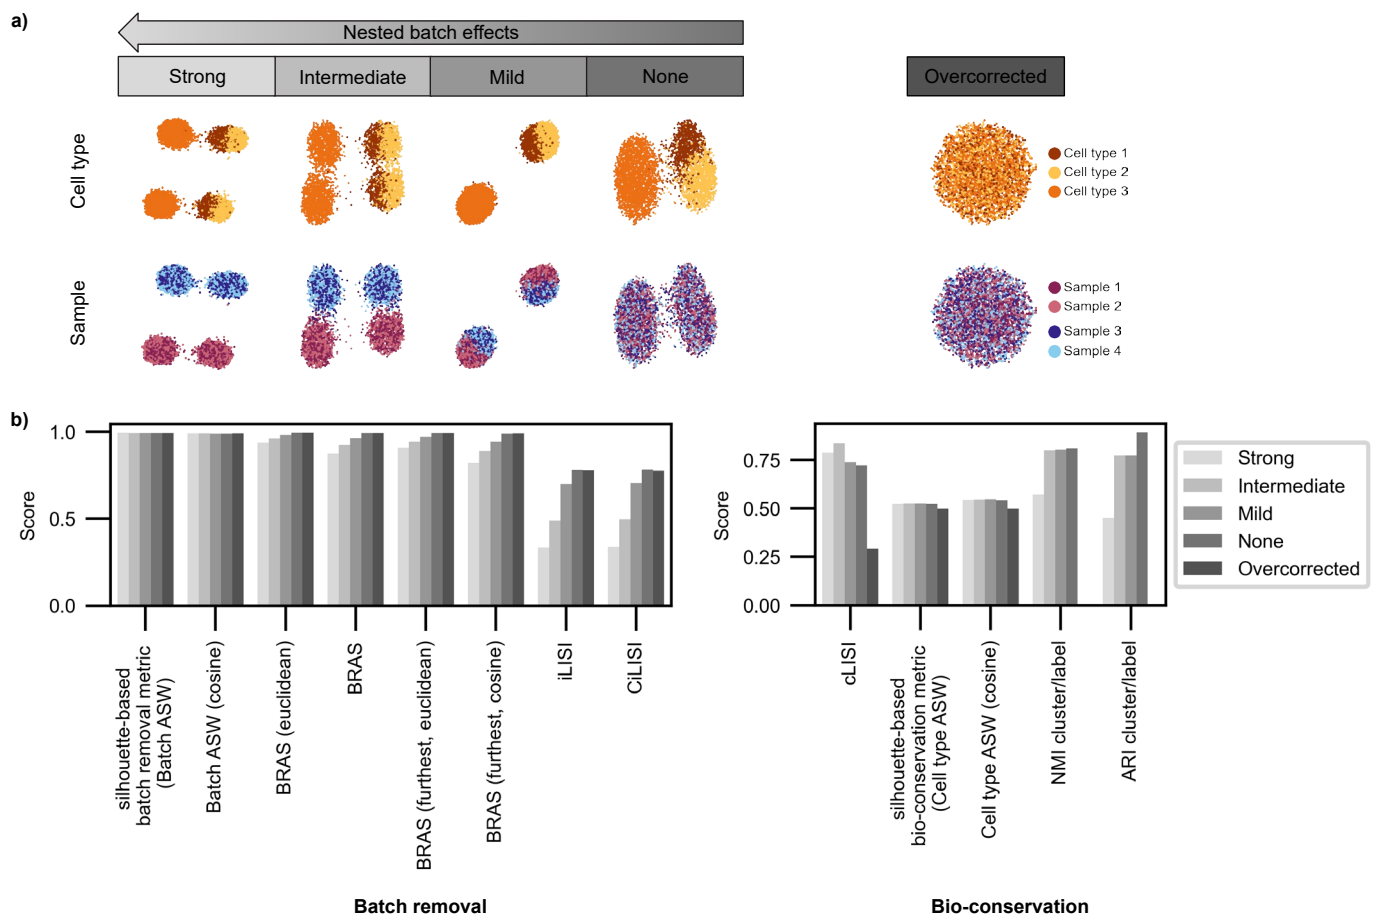 a)
Nested batch effects
Strong
Intermediate
Mild
None
Overcorrected
Cell type
Cell type 1
Cell type 2
Cell type 3
Sample
Sample 1
Sample 2
Sample 3
Sample 4
b)
Score
1.0
0.5
0.0
silhouette-based
batch removal metric
(Batch ASW)
Batch ASW (cosine)
BRAS (euclidean)
BRAS
BRAS (furthest, euclidean)
BRAS (furthest, cosine)
iLISI
CiLISI
Batch removal
Score
0.75
0.50
0.25
0.00
cLISI
silhouette-based
bio-conservation metric
(Cell type ASW)
Cell type ASW (cosine)
NMI cluster/label
ARI cluster/label
Bio-conservation
Strong
Intermediate
Mild
None
Overcorrected